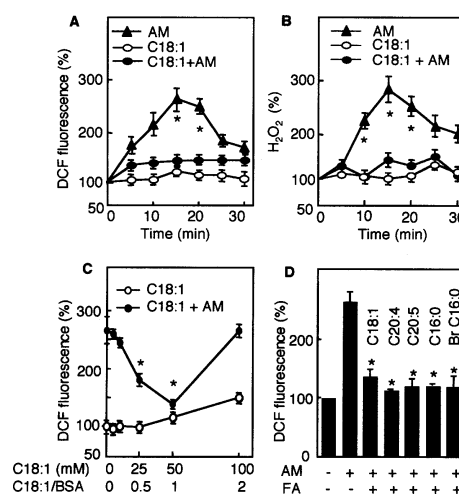 A
AM
C18:1
C18:1+AM
DCF fluorescence (%)
300
200
100
50
*
*
0 10 20 30
Time (min)
B
AM
C18:1
C18:1 + AM
H2O2 (%)
300
200
100
50
*
*
*
0 10 20 30
Time (min)
C
C18:1
C18:1 + AM
DCF fluorescence (%)
300
200
100
50
*
*
C18:1 (mM) 0 25 50 100
C18:1/BSA 0 0.5 1 2
D
DCF fluorescence (%)
300
200
100
0
C18:1
C20:4
C20:5
C16:0
Br C16:0
* * * * *
AM - + + + + + +
FA - - + + + + +